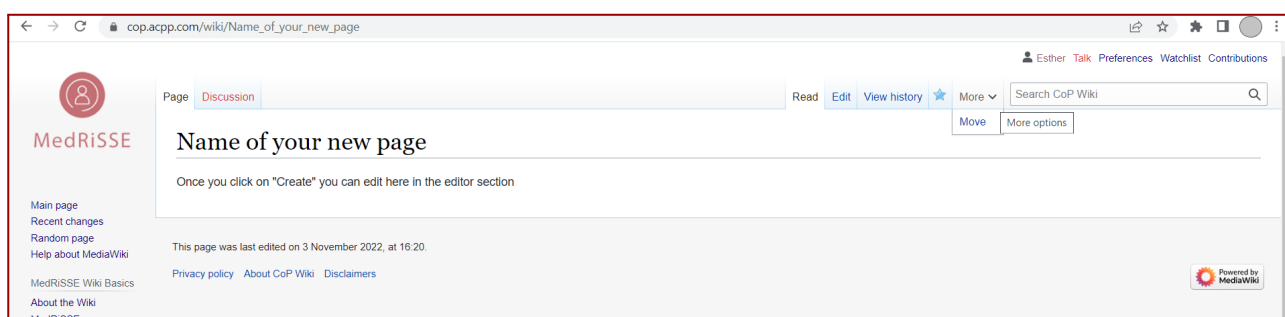 cop.acpp.com/wiki/Name_of_your_new_page
Esther Talk Preferences Watchlist Contributions
Page Discussion Read Edit View history More Search CoP Wiki
Move More options
MedRiSSE
Name of your new page
Once you click on "Create" you can edit here in the editor section
Main page
Recent changes
Random page
Help about MediaWiki
This page was last edited on 3 November 2022, at 16:20.
Privacy policy About CoP Wiki Disclaimers
Powered by
MediaWiki
MedRiSSE Wiki Basics
About the Wiki
MedRiSSE